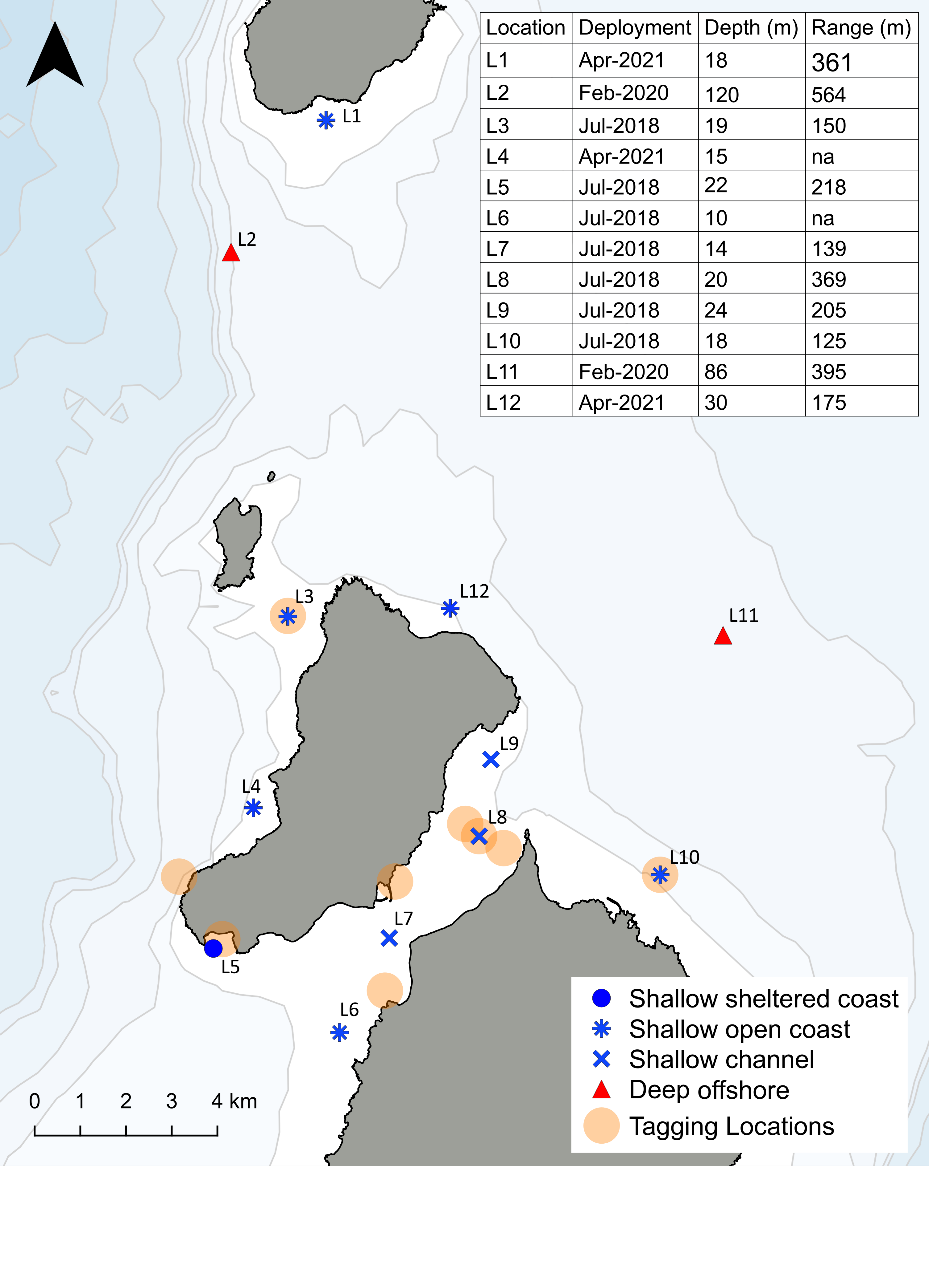 Location Deployment Depth (m) Range (m)
L1 Apr-2021 18 361
L2 Feb-2020 120 564
L3 Jul-2018 19 150
L4 Apr-2021 15 na
L5 Jul-2018 22 218
L6 Jul-2018 10 na
L7 Jul-2018 14 139
L8 Jul-2018 20 369
L9 Jul-2018 24 205
L10 Jul-2018 18 125
L11 Feb-2020 86 395
L12 Apr-2021 30 175
L1
L2
L3
L12
L11
L9
L4
L8
L10
L7
L5
L6
0 1 2 3 4 km
Shallow sheltered coast
Shallow open coast
Shallow channel
Deep offshore
Tagging Locations